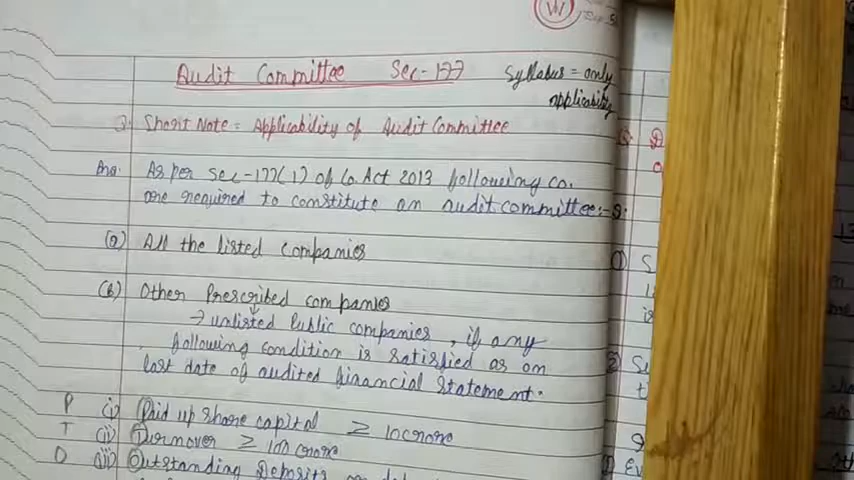 Audit Committee Sec-177
Syllabus = only
applicability
Q. Short Note = Applicability of Audit Committee
Ans. As per Sec-177(1) of Co Act 2013 following co.
are required to constitute an audit committee:-
(a) All the listed companies
(b) Other Prescribed companies
→ unlisted Public companies, if any
following condition is satisfied as on
last date of audited financial statement.
P (i) Paid up share capital ≥ 10 crore
T (ii) Turnover ≥ 100 crore
O (iii) Outstanding Deposits or